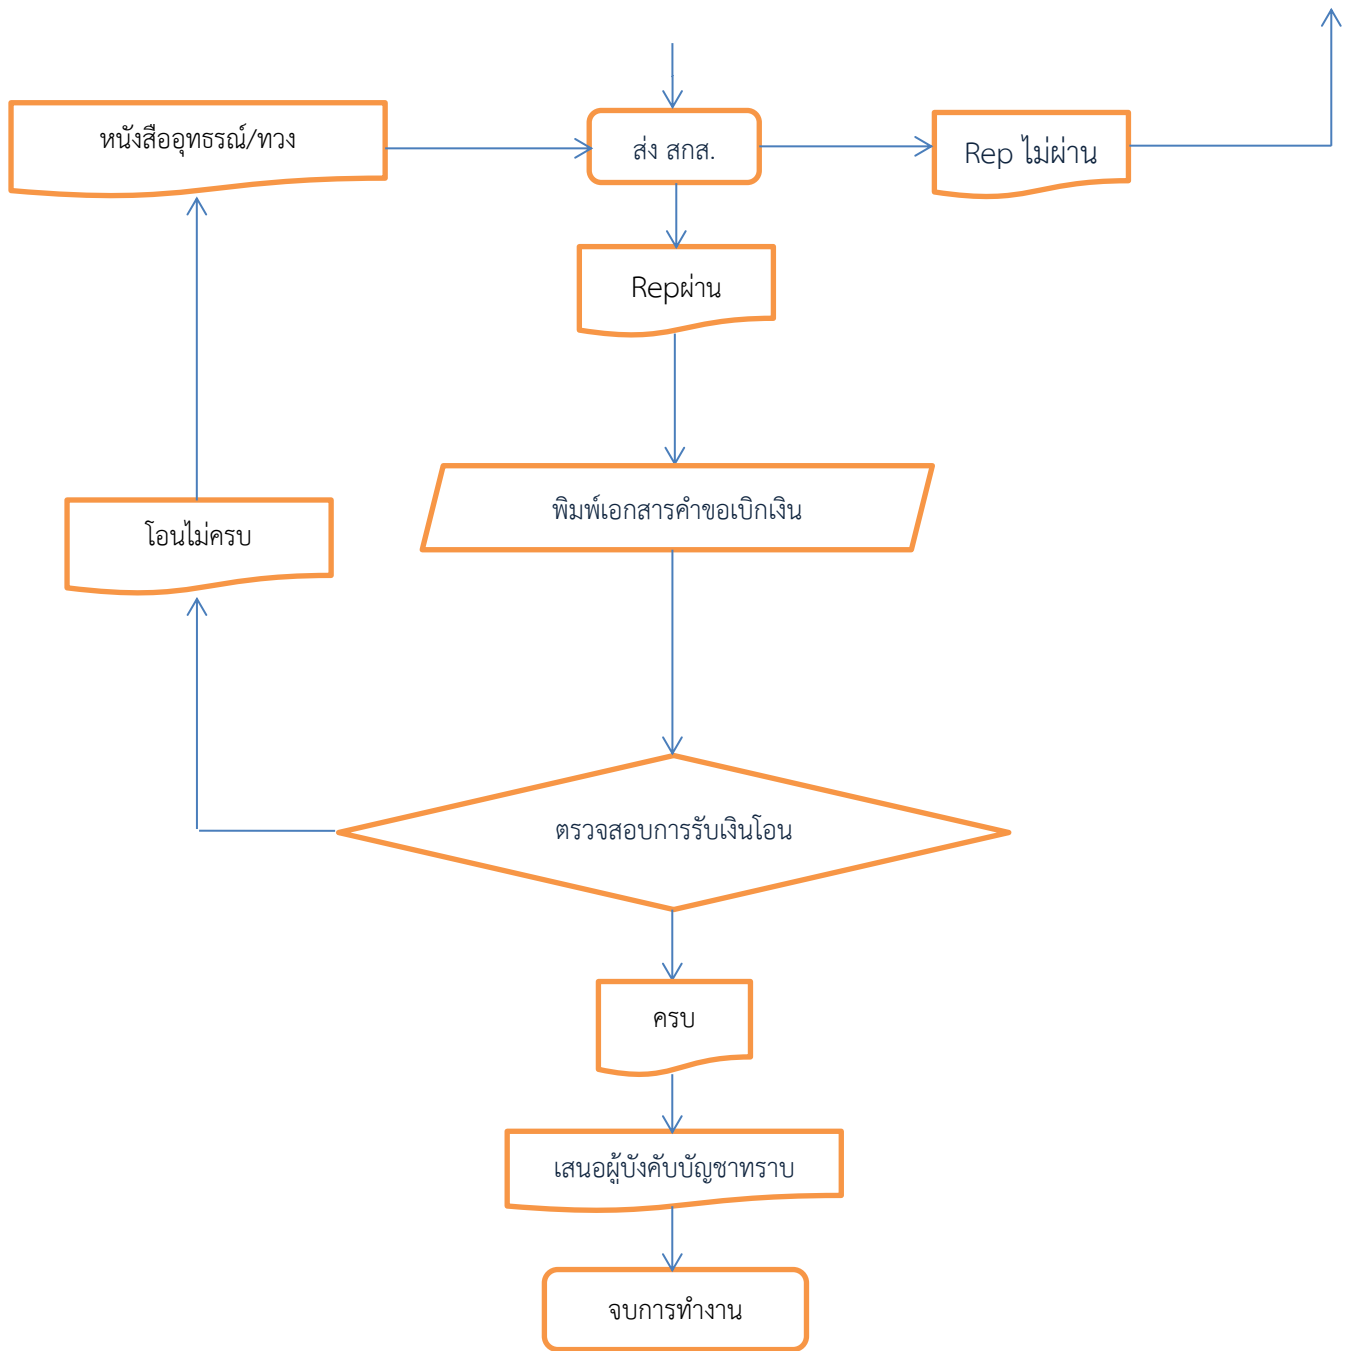 หนังสืออุทธรณ์/ทวง
ส่ง สกส.
Rep ไม่ผ่าน
Repผ่าน
พิมพ์เอกสารคำขอเบิกเงิน
โอนไม่ครบ
ตรวจสอบการรับเงินโอน
ครบ
เสนอผู้บังคับบัญชาทราบ
จบการทำงาน